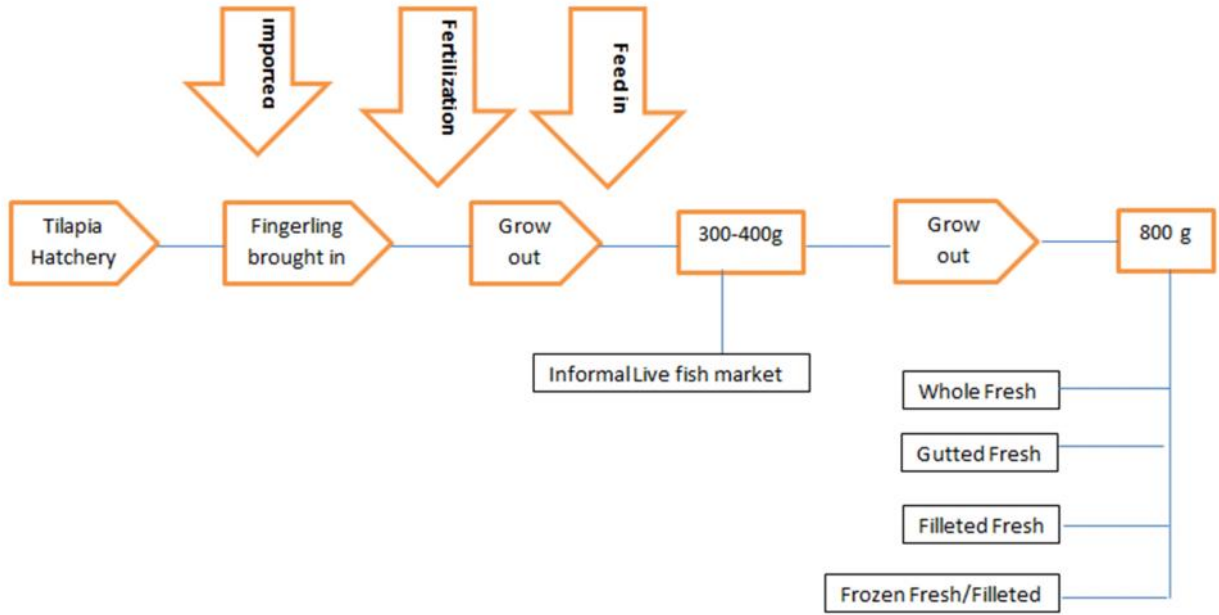 Imported
Fertilization
Feed in
Tilapia
Hatchery
Fingerling
brought in
Grow
out
300-400g
Grow
out
800 g
Informal Live fish market
Whole Fresh
Gutted Fresh
Filleted Fresh
Frozen Fresh/Filleted